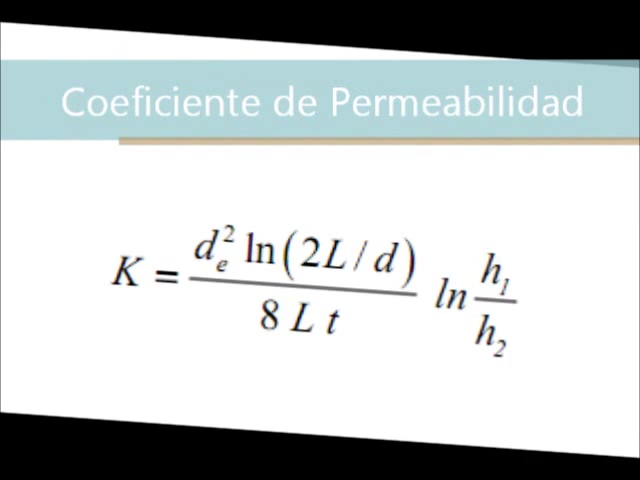 Coeficiente de Permeabilidad
K = d_e^2 ln(2L/d) / 8 L t ln h_1 / h_2